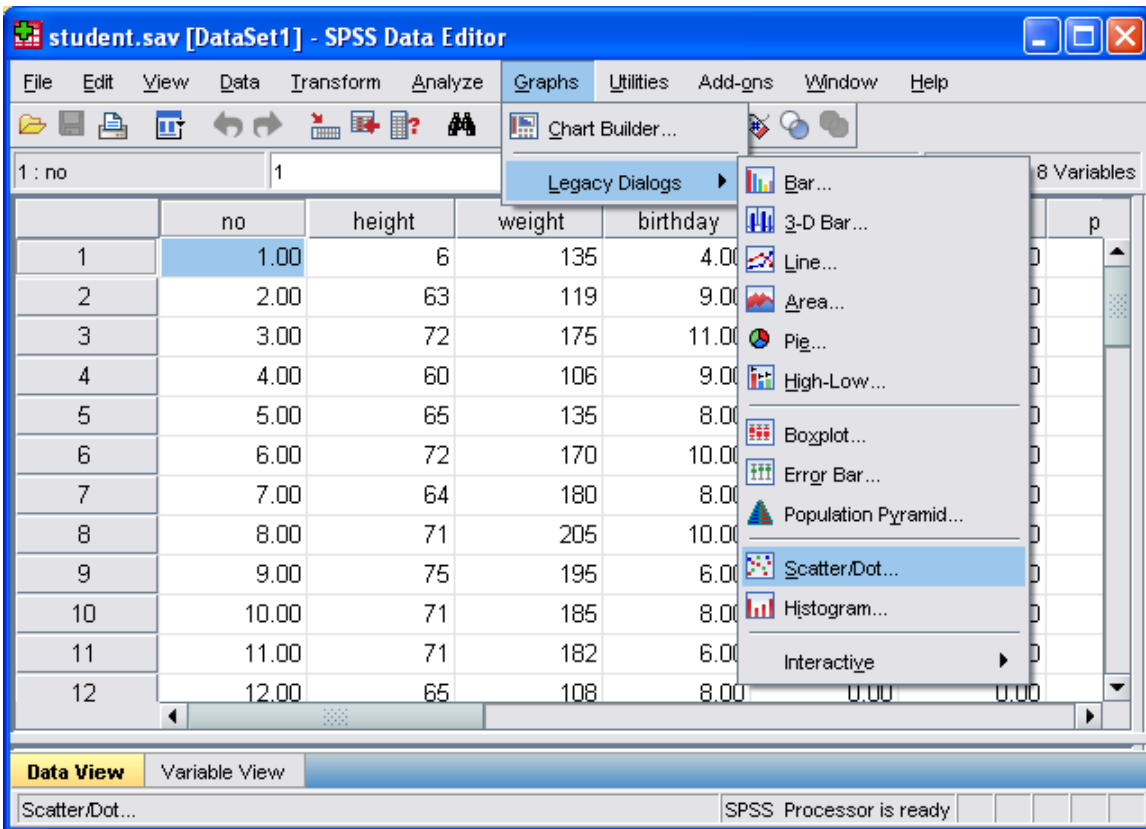 student.sav [DataSet1] - SPSS Data Editor
File Edit View Data Transform Analyze Graphs Utilities Add-ons Window Help
Chart Builder...
1 : no 1 8 Variables
Legacy Dialogs
Bar...
3-D Bar...
Line...
Area...
Pie...
High-Low...
Boxplot...
Error Bar...
Population Pyramid...
Scatter/Dot...
Histogram...
Interactive
no height weight birthday p
1 1.00 6 135 4.00
2 2.00 63 119 9.00
3 3.00 72 175 11.00
4 4.00 60 106 9.00
5 5.00 65 135 8.00
6 6.00 72 170 10.00
7 7.00 64 180 8.00
8 8.00 71 205 10.00
9 9.00 75 195 6.00
10 10.00 71 185 8.00
11 11.00 71 182 6.00
12 12.00 65 108 8.00 0.00 0.00
Data View Variable View
Scatter/Dot... SPSS Processor is ready